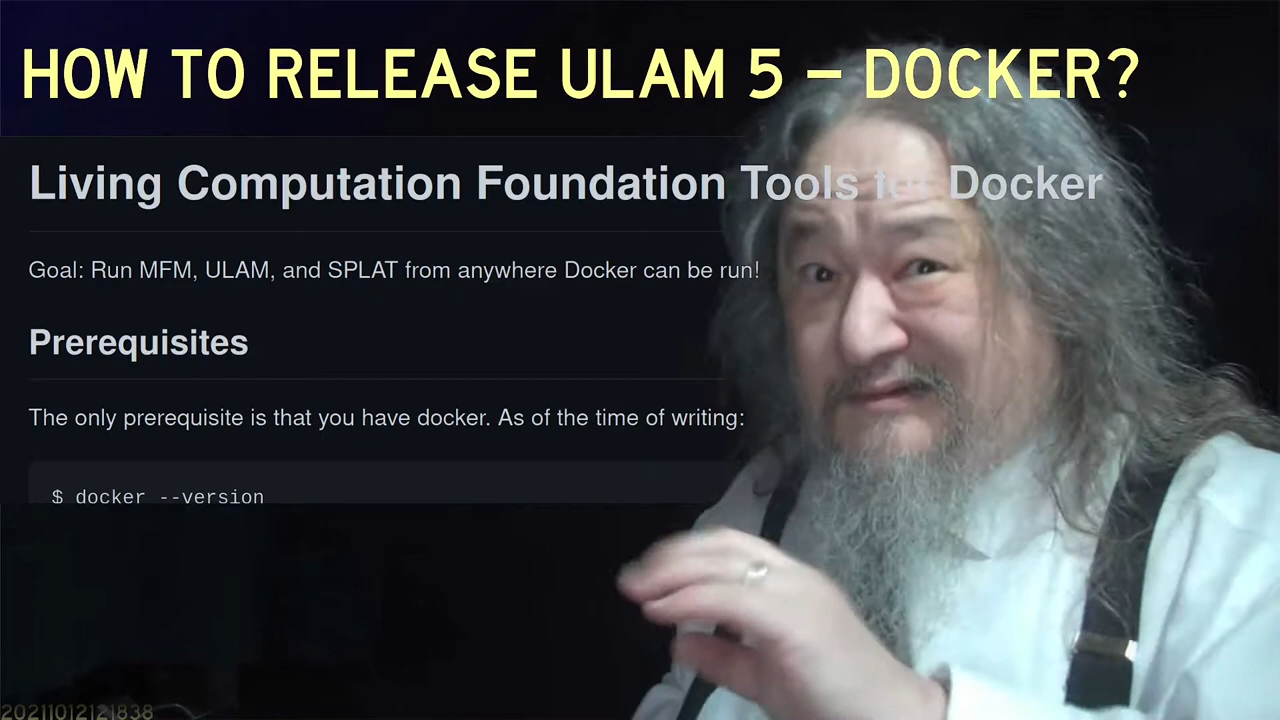 HOW TO RELEASE ULAM 5 – DOCKER?
Living Computation Foundation Tools for Docker
Goal: Run MFM, ULAM, and SPLAT from anywhere Docker can be run!
Prerequisites
The only prerequisite is that you have docker. As of the time of writing:
$ docker --version
20211012121838